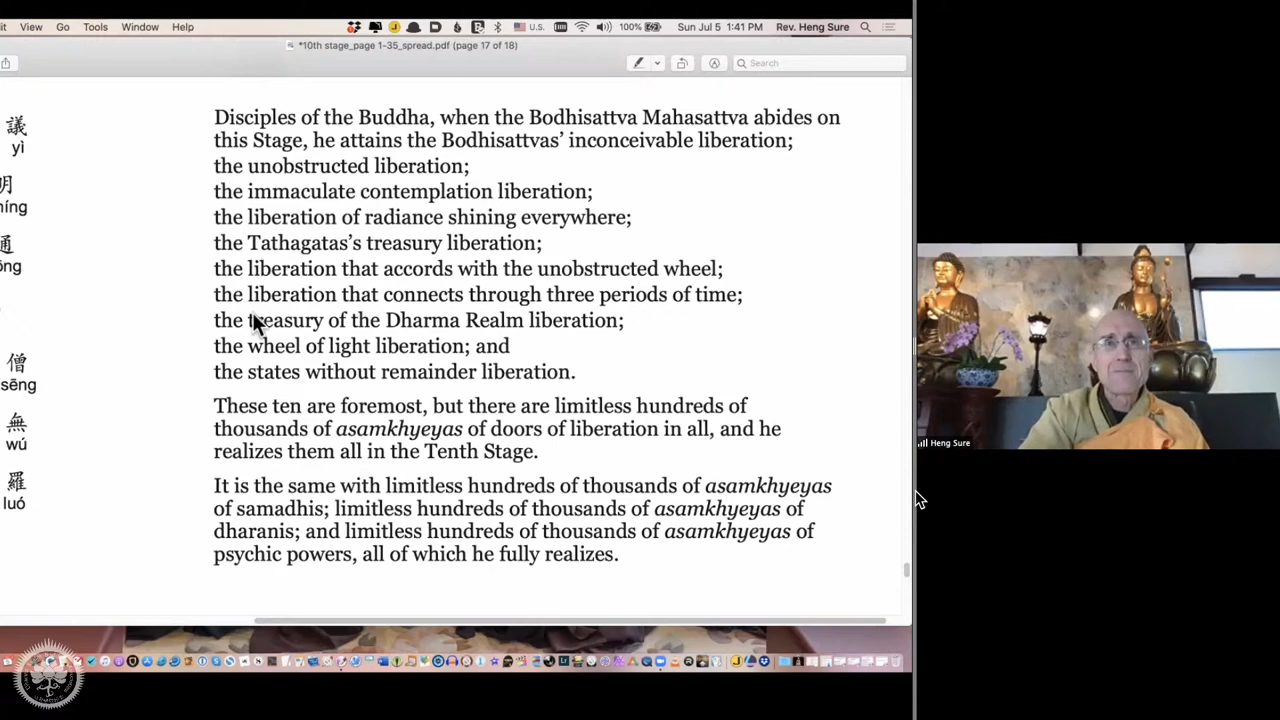 it View Go Tools Window Help U.S. 100% Sun Jul 5 1:41 PM Rev. Heng Sure
*10th stage_page 1-35_spread.pdf (page 17 of 18)
Search
議
yì
明
míng
通
僧
sēng
無
wú
羅
luó
Disciples of the Buddha, when the Bodhisattva Mahasattva abides on
this Stage, he attains the Bodhisattvas' inconceivable liberation;
the unobstructed liberation;
the immaculate contemplation liberation;
the liberation of radiance shining everywhere;
the Tathagatas's treasury liberation;
the liberation that accords with the unobstructed wheel;
the liberation that connects through three periods of time;
the treasury of the Dharma Realm liberation;
the wheel of light liberation; and
the states without remainder liberation.
These ten are foremost, but there are limitless hundreds of
thousands of asamkhyeyas of doors of liberation in all, and he
realizes them all in the Tenth Stage.
It is the same with limitless hundreds of thousands of asamkhyeyas
of samadhis; limitless hundreds of thousands of asamkhyeyas of
dharanis; and limitless hundreds of thousands of asamkhyeyas of
psychic powers, all of which he fully realizes.
Heng Sure